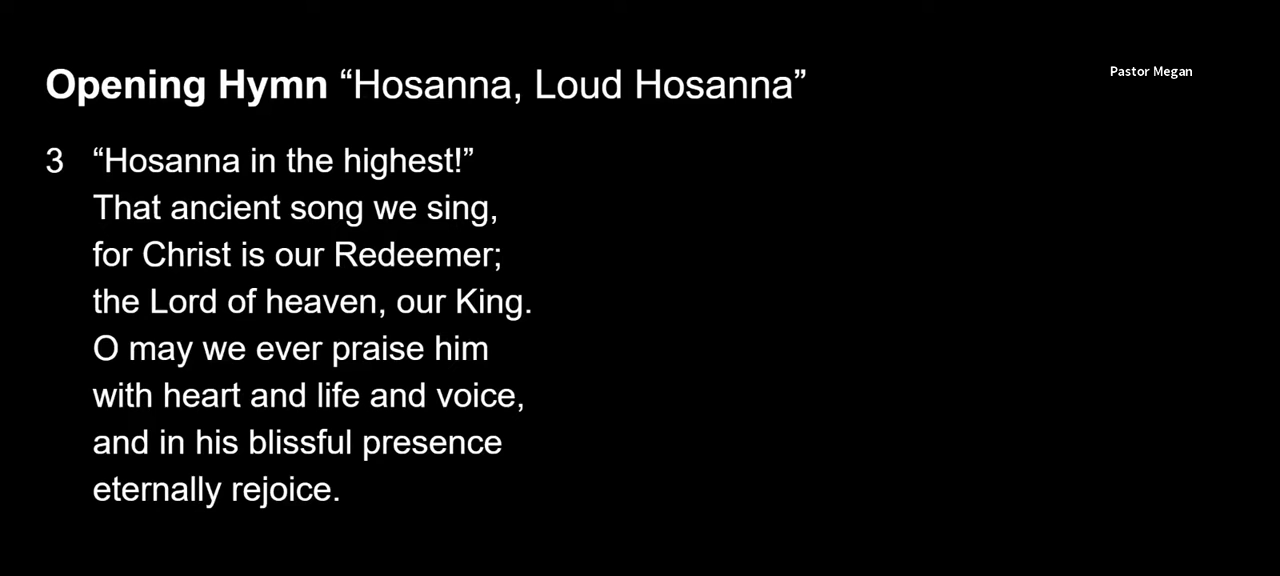 Opening Hymn “Hosanna, Loud Hosanna”
Pastor Megan
3 “Hosanna in the highest!”
That ancient song we sing,
for Christ is our Redeemer;
the Lord of heaven, our King.
O may we ever praise him
with heart and life and voice,
and in his blissful presence
eternally rejoice.